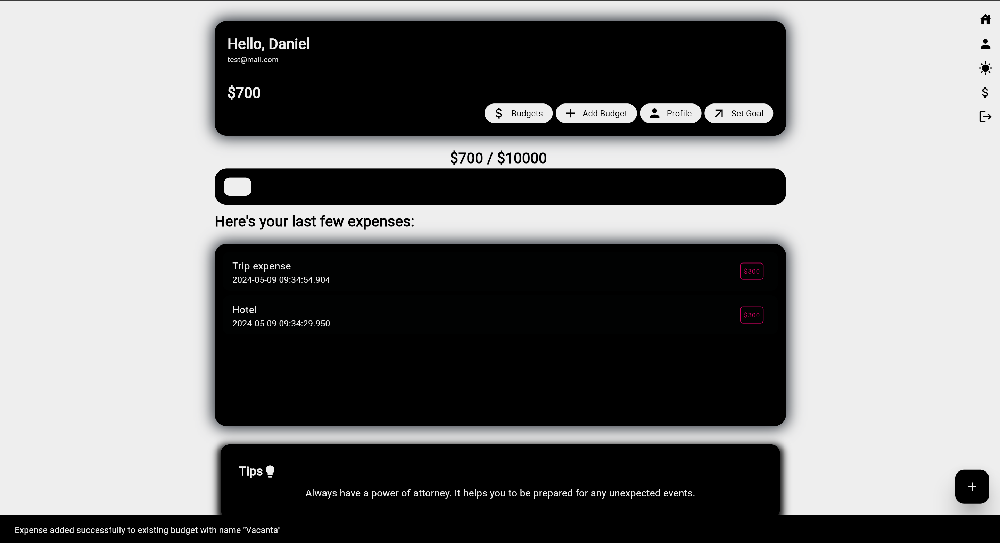 Hello, Daniel
test@mail.com
$700
Budgets
Add Budget
Profile
Set Goal
$700 / $10000
Here's your last few expenses:
Trip expense
2024-05-09 09:34:54.904
$300
Hotel
2024-05-09 09:34:29.950
$300
Tips
Always have a power of attorney. It helps you to be prepared for any unexpected events.
Expense added successfully to existing budget with name "Vacanta"